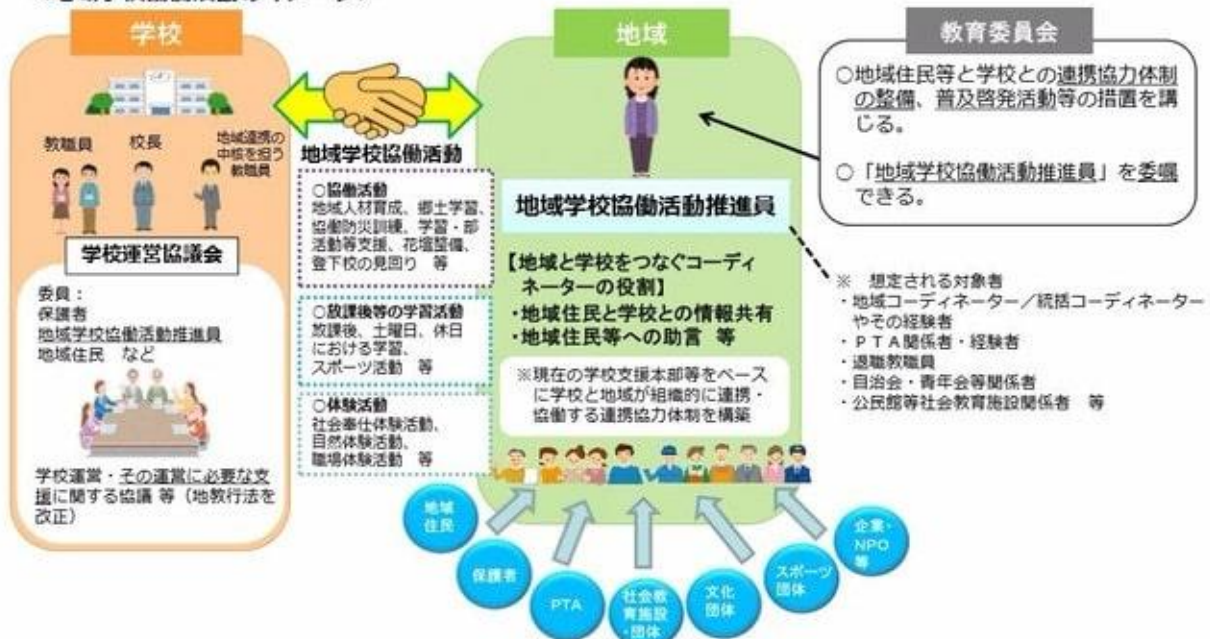 学校
教職員
校長
地域連携の
中核を担う
教職員
学校運営協議会
委員：
保護者
地域学校協働活動推進員
地域住民　など
学校運営・その運営に必要な支
援に関する協議 等（地教行法を
改正）
地域学校協働活動
○協働活動
地域人材育成、郷土学習、
協働防災訓練、学習・部
活動等支援、花壇整備、
登下校の見回り　等
○放課後等の学習活動
放課後、土曜日、休日
における学習、
スポーツ活動　等
○体験活動
社会奉仕体験活動、
自然体験活動、
職場体験活動　等
地域
地域学校協働活動推進員
【地域と学校をつなぐコーディ
ネーターの役割】
・地域住民と学校との情報共有
・地域住民等への助言　等
※現在の学校支援本部等をベース
に学校と地域が組織的に連携・
協働する連携協力体制を構築
地域
住民
保護者
PTA
社会教
育施設
・団体
文化
団体
スポーツ
団体
企業・
NPO
等
教育委員会
○地域住民等と学校との連携協力体制
の整備、普及啓発活動等の措置を講
じる。
○「地域学校協働活動推進員」を委嘱
できる。
※　想定される対象者
・地域コーディネーター／統括コーディネーター
やその経験者
・ＰＴＡ関係者・経験者
・退職教職員
・自治会・青年会等関係者
・公民館等社会教育施設関係者　等